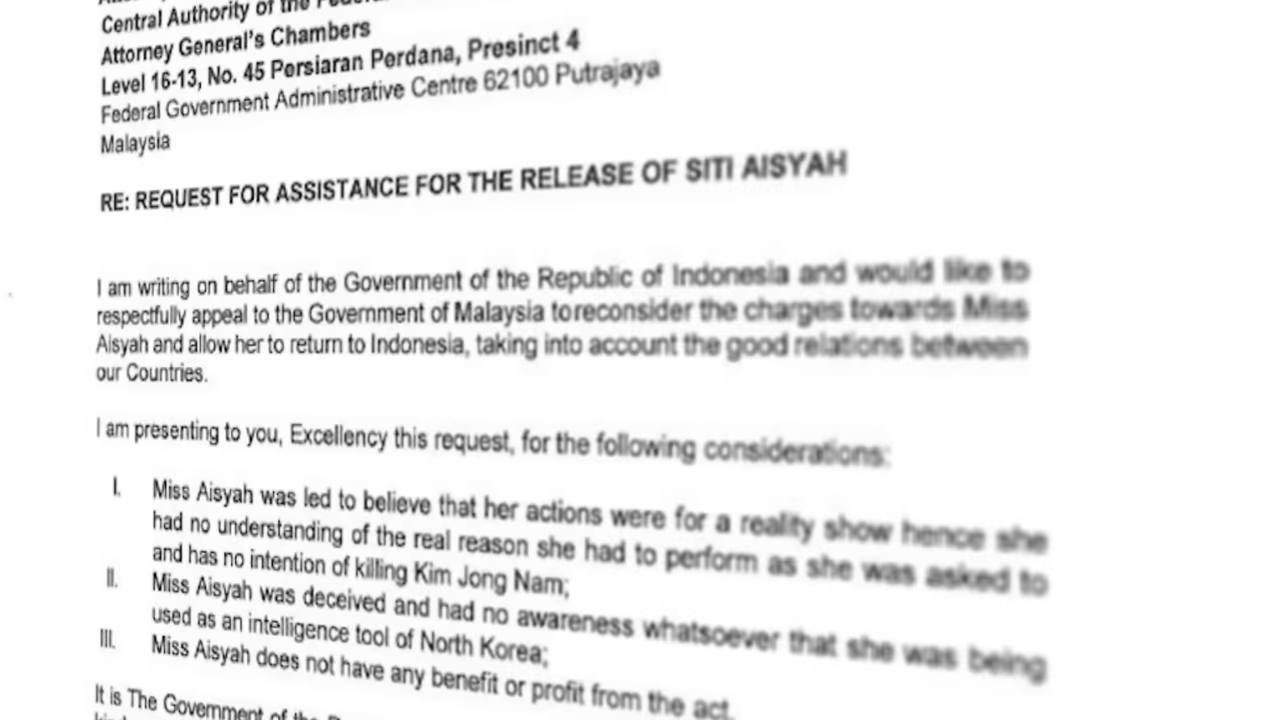 Central Authority of the
Attorney General's Chambers
Level 16-13, No. 45 Persiaran Perdana, Presinct 4
Federal Government Administrative Centre 62100 Putrajaya
Malaysia
RE: REQUEST FOR ASSISTANCE FOR THE RELEASE OF SITI AISYAH
I am writing on behalf of the Government of the Republic of Indonesia and would like to
respectfully appeal to the Government of Malaysia toreconsider the charges towards Miss
Aisyah and allow her to return to Indonesia, taking into account the good relations between
our Countries.
I am presenting to you, Excellency this request, for the following considerations:
I. Miss Aisyah was led to believe that her actions were for a reality show hence she
had no understanding of the real reason she had to perform as she was asked to
and has no intention of killing Kim Jong Nam;
II. Miss Aisyah was deceived and had no awareness whatsoever that she was being
used as an intelligence tool of North Korea;
III. Miss Aisyah does not have any benefit or profit from the act.
It is The Government of the